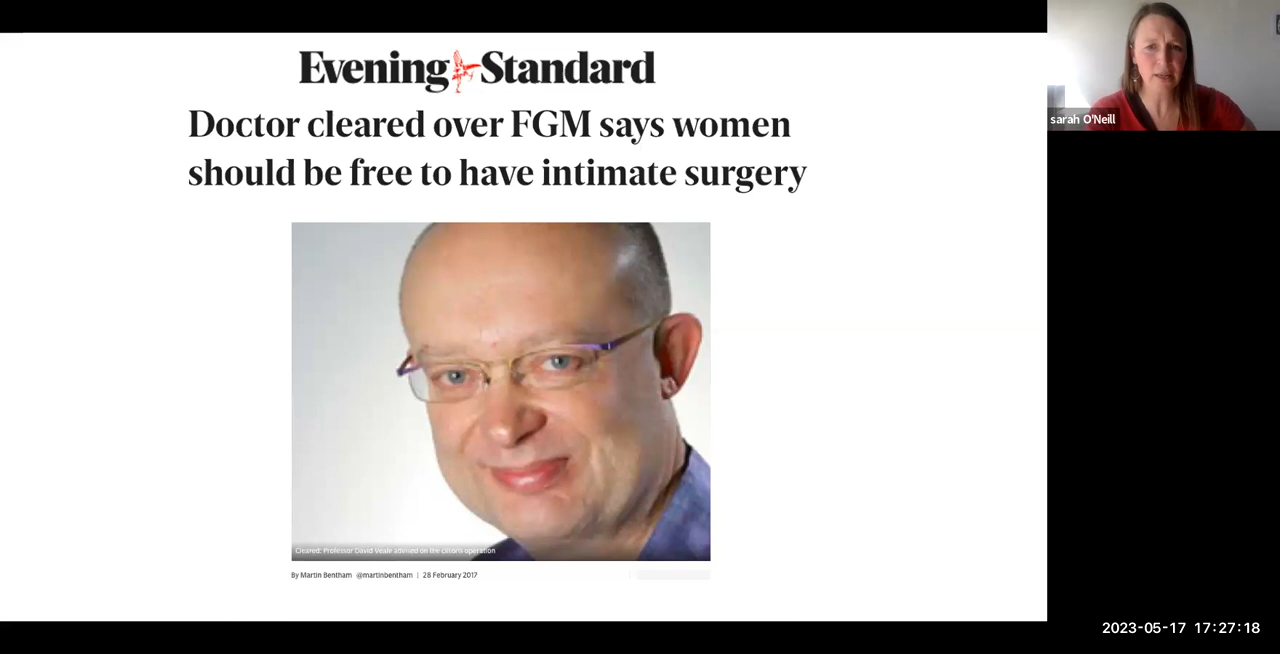 Evening Standard
Doctor cleared over FGM says women
should be free to have intimate surgery
Cleared: Professor David Veale on the clitoris operation
By Martin Bentham @martinbentham | 28 February 2017
sarah O'Neill
2023-05-17 17:27:18